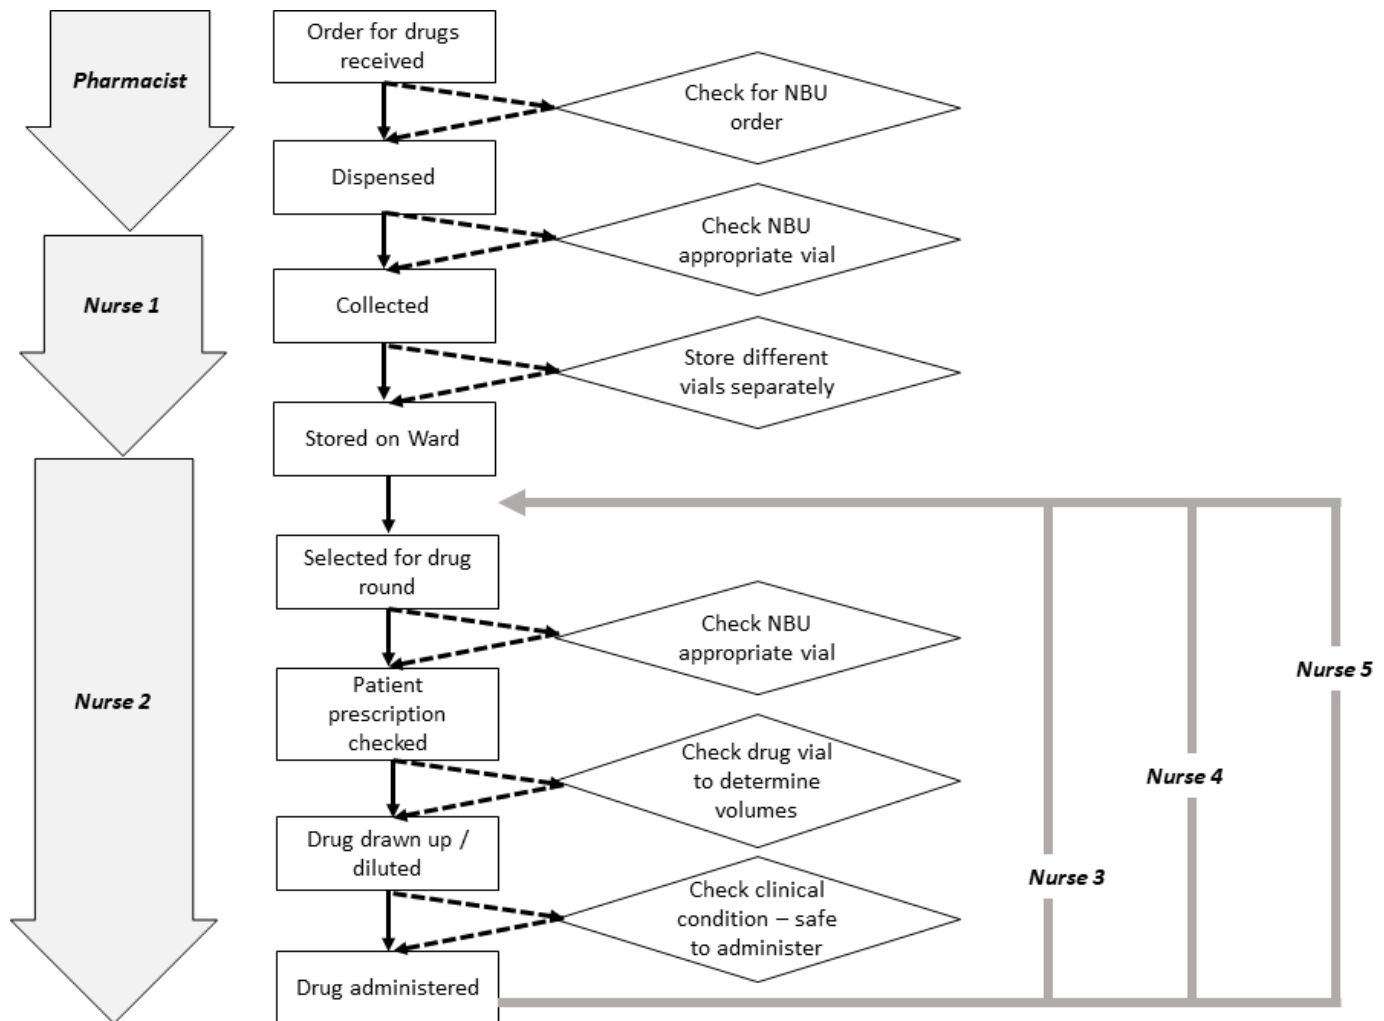 Pharmacist
Order for drugs
received
Check for NBU
order
Dispensed
Check NBU
appropriate vial
Nurse 1
Collected
Store different
vials separately
Stored on Ward
Selected for drug
round
Check NBU
appropriate vial
Nurse 2
Patient
prescription
checked
Check drug vial
to determine
volumes
Drug drawn up /
diluted
Check clinical
condition – safe
to administer
Drug administered
Nurse 3
Nurse 4
Nurse 5